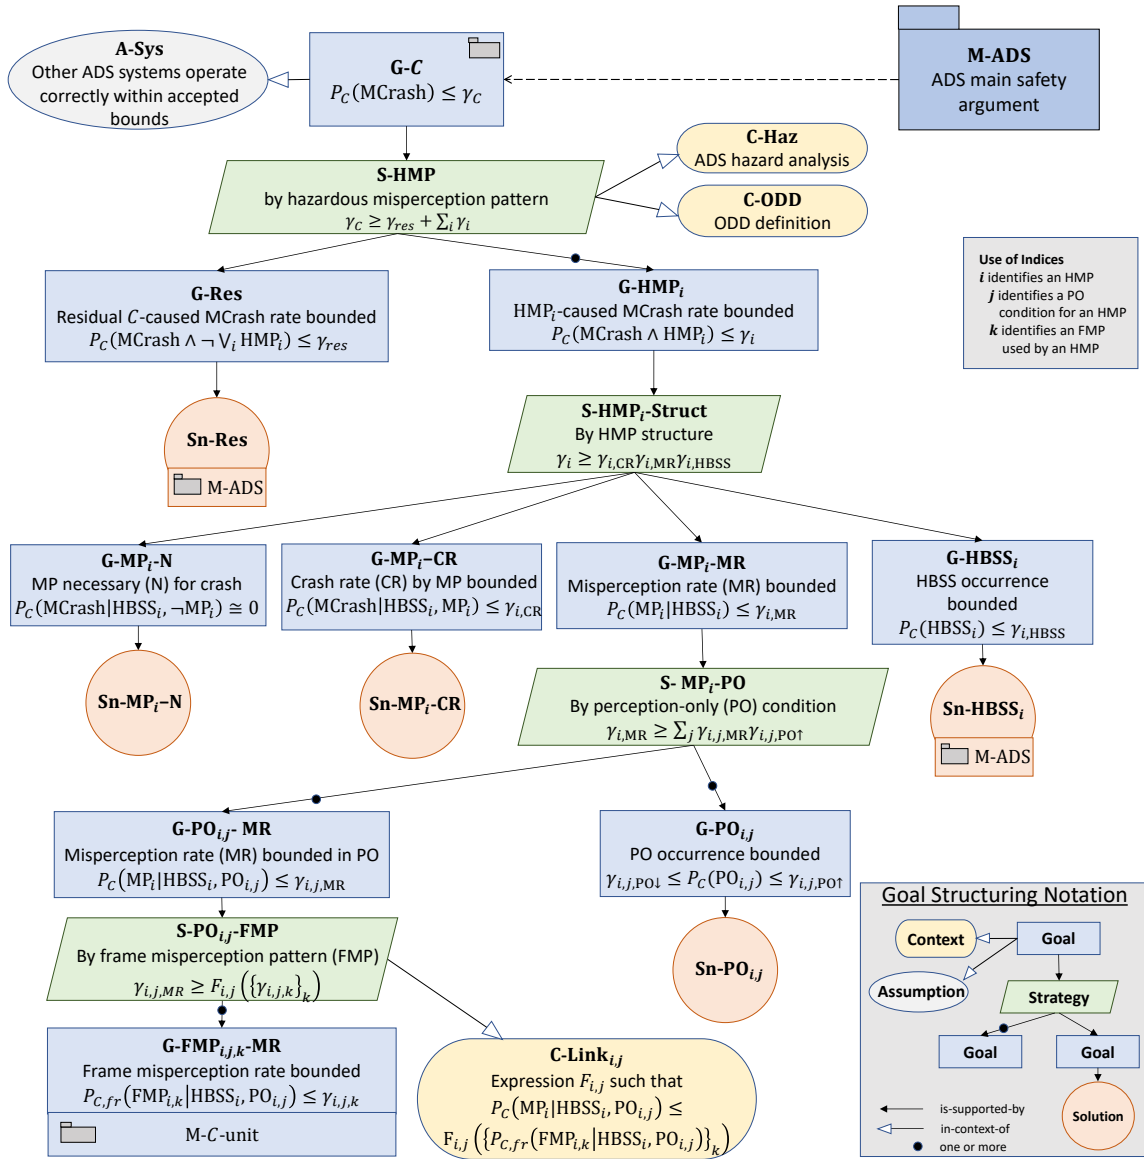 A-Sys
Other ADS systems operate
correctly within accepted
bounds
G-C
P_C(MCrash) ≤ γ_C
M-ADS
ADS main safety
argument
C-Haz
ADS hazard analysis
S-HMP
by hazardous misperception pattern
γ_C ≥ γ_res + ∑_i γ_i
C-ODD
ODD definition
Use of Indices
i identifies an HMP
j identifies a PO
condition for an HMP
k identifies an FMP
used by an HMP
G-Res
Residual C-caused MCrash rate bounded
P_C(MCrash ∧ ¬ ⋁_i HMP_i) ≤ γ_res
G-HMP_i
HMP_i-caused MCrash rate bounded
P_C(MCrash ∧ HMP_i) ≤ γ_i
Sn-Res
M-ADS
S-HMP_i-Struct
By HMP structure
γ_i ≥ γ_i,CR γ_i,MR γ_i,HBSS
G-MP_i-N
MP necessary (N) for crash
P_C(MCrash|HBSS_i, ¬MP_i) ≅ 0
G-MP_i–CR
Crash rate (CR) by MP bounded
P_C(MCrash|HBSS_i, MP_i) ≤ γ_i,CR
G-MP_i-MR
Misperception rate (MR) bounded
P_C(MP_i|HBSS_i) ≤ γ_i,MR
G-HBSS_i
HBSS occurrence
bounded
P_C(HBSS_i) ≤ γ_i,HBSS
Sn-MP_i–N
Sn-MP_i-CR
S- MP_i-PO
By perception-only (PO) condition
γ_i,MR ≥ ∑_j γ_i,j,MR γ_i,j,PO↑
Sn-HBSS_i
M-ADS
G-PO_i,j- MR
Misperception rate (MR) bounded in PO
P_C(MP_i|HBSS_i, PO_i,j) ≤ γ_i,j,MR
G-PO_i,j
PO occurrence bounded
γ_i,j,PO↓ ≤ P_C(PO_i,j) ≤ γ_i,j,PO↑
S-PO_i,j-FMP
By frame misperception pattern (FMP)
γ_i,j,MR ≥ F_i,j ({γ_i,j,k}_k)
Sn-PO_i,j
G-FMP_i,j,k-MR
Frame misperception rate bounded
P_C,fr(FMP_i,k|HBSS_i, PO_i,j) ≤ γ_i,j,k
M-C-unit
C-Link_i,j
Expression F_i,j such that
P_C(MP_i|HBSS_i, PO_i,j) ≤
F_i,j ({P_C,fr(FMP_i,k|HBSS_i, PO_i,j)}_k)
Goal Structuring Notation
Context
Goal
Assumption
Strategy
Goal
Goal
Solution
is-supported-by
in-context-of
one or more